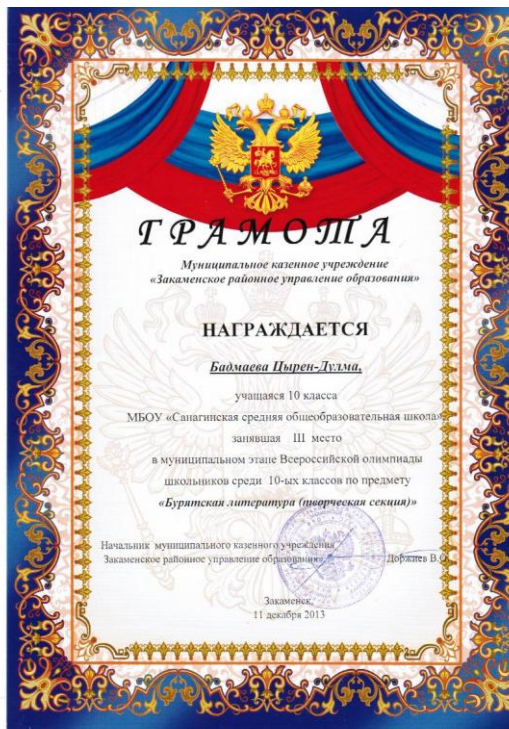 ГРАМОТА
Муниципальное казенное учреждение
«Закаменское районное управление образования»
НАГРАЖДАЕТСЯ
Бадмаева Цырен-Дулма,
учащаяся 10 класса
МБОУ «Санагинская средняя общеобразовательная школа»
занявшая III место
в муниципальном этапе Всероссийской олимпиады
школьников среди 10-ых классов по предмету
«Бурятская литература (творческая секция)»
Начальник муниципального казенного учреждения
Закаменское районное управление образования» Доржиев В.О.
Закаменск,
11 декабря 2013